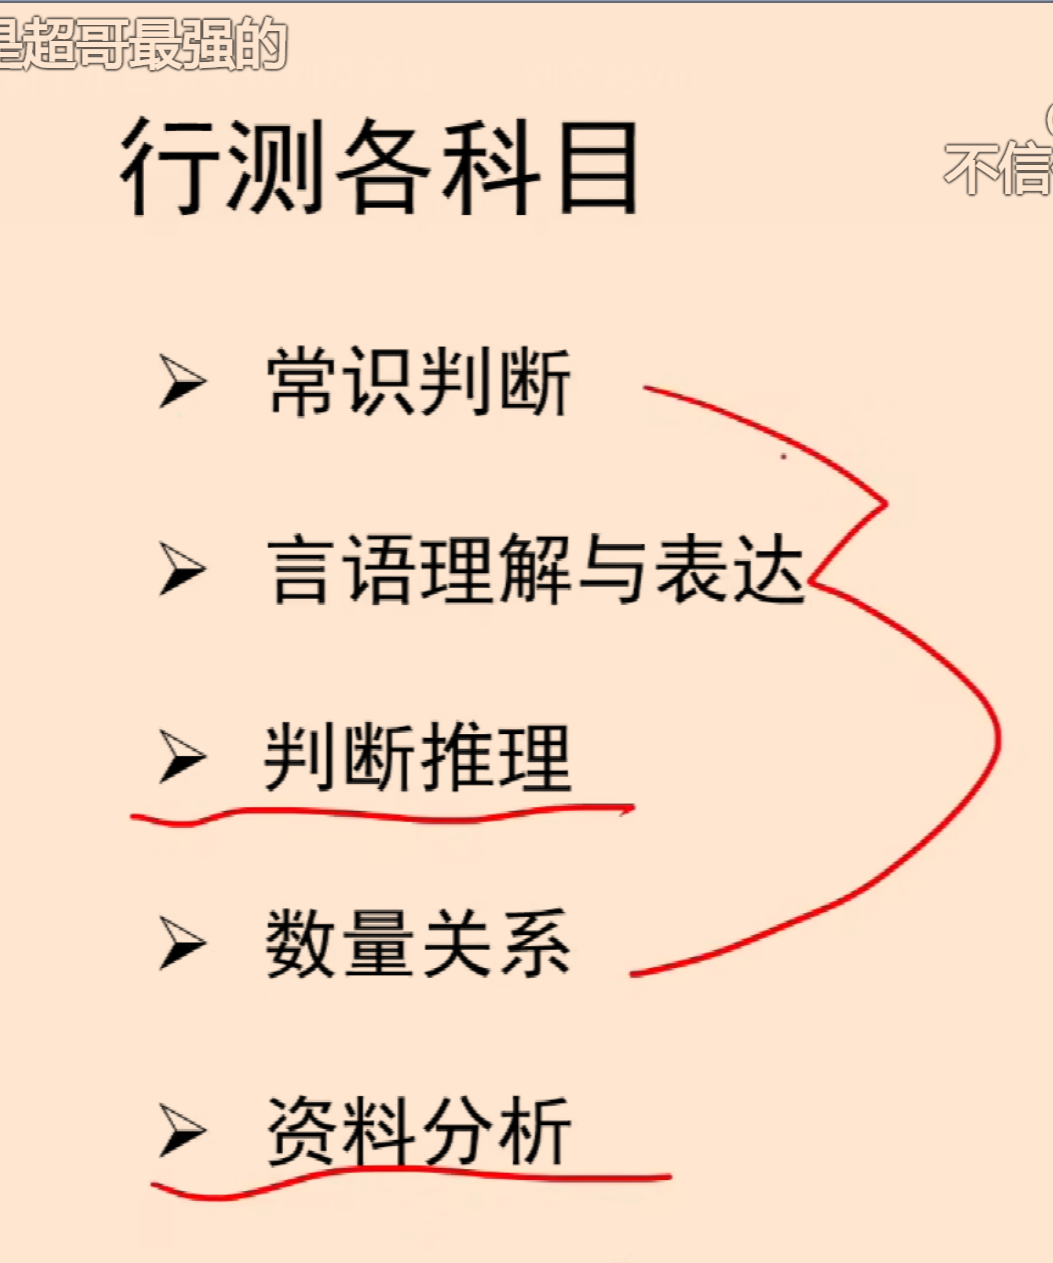 是超哥最强的
行测各科目
不信
常识判断
言语理解与表达
判断推理
数量关系
资料分析